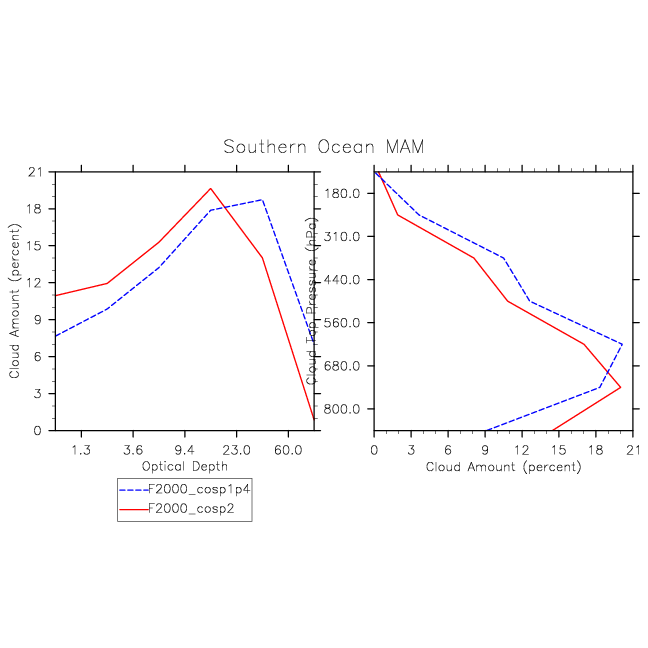 Southern Ocean MAM
Cloud Amount (percent)
21
18
15
12
9
6
3
0
1.3 3.6 9.4 23.0 60.0
Optical Depth
Cloud Top Pressure (hPa)
180.0
310.0
440.0
560.0
680.0
800.0
0 3 6 9 12 15 18 21
Cloud Amount (percent)
F2000_cosp1p4
F2000_cosp2